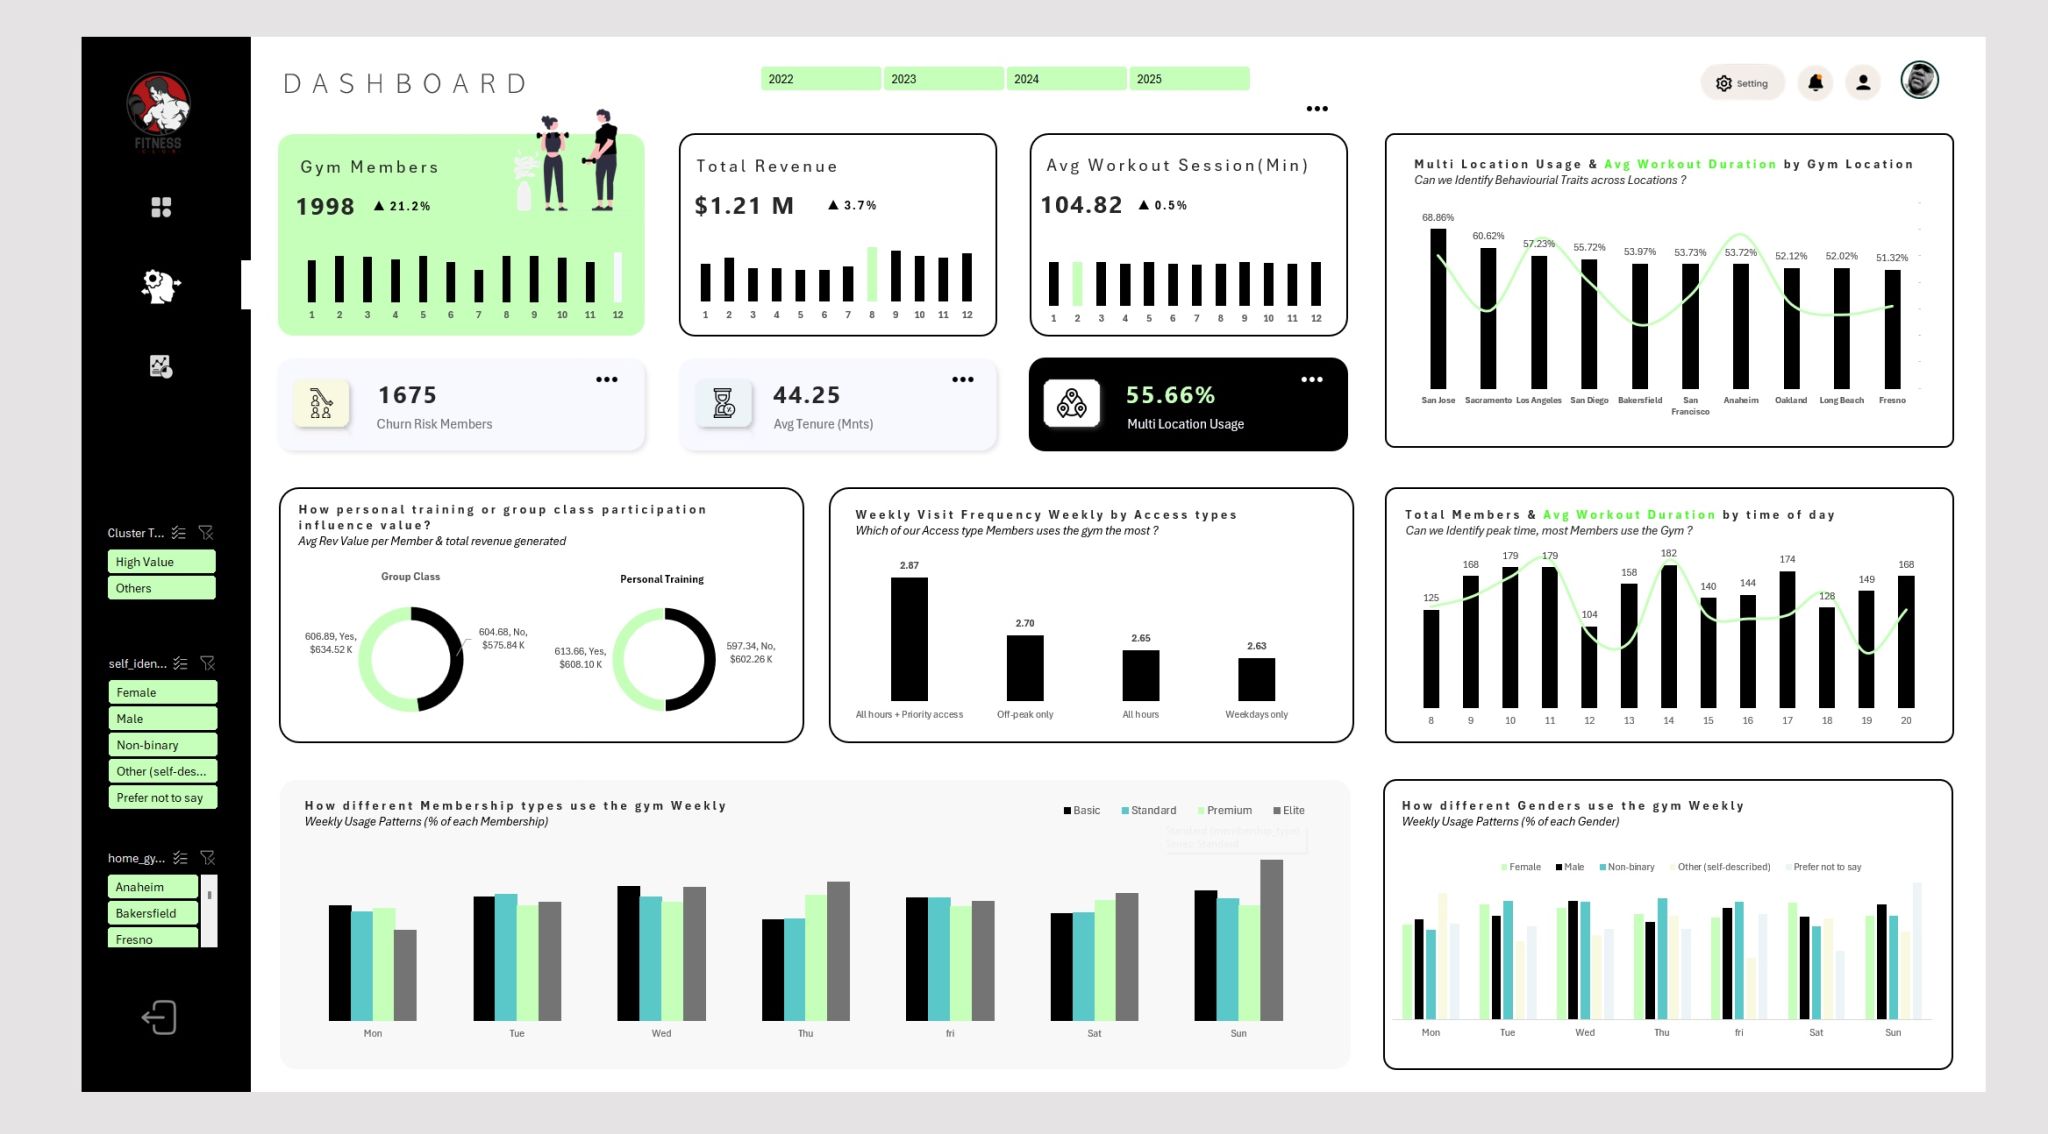 FITNESS
CLUB
DASHBOARD
2022
2023
2024
2025
Setting
Gym Members
1998 ▲ 21.2%
1 2 3 4 5 6 7 8 9 10 11 12
Total Revenue
$1.21 M ▲ 3.7%
1 2 3 4 5 6 7 8 9 10 11 12
Avg Workout Session(Min)
104.82 ▲ 0.5%
1 2 3 4 5 6 7 8 9 10 11 12
Multi Location Usage & Avg Workout Duration by Gym Location
Can we Identify Behaviourial Traits across Locations ?
68.86%
60.62%
57.23%
55.72%
53.97%
53.73%
53.72%
52.12%
52.02%
51.32%
San Jose
Sacramento
Los Angeles
San Diego
Bakersfield
San
Francisco
Anaheim
Oakland
Long Beach
Fresno
1675
Churn Risk Members
44.25
Avg Tenure (Mnts)
55.66%
Multi Location Usage
Cluster T...
High Value
Others
self_iden...
Female
Male
Non-binary
Other (self-des...
Prefer not to say
home_gy...
Anaheim
Bakersfield
Fresno
How personal training or group class participation
influence value?
Avg Rev Value per Member & total revenue generated
Group Class
606.89, Yes,
$634.52 K
604.68, No,
$575.84 K
Personal Training
613.66, Yes,
$608.10 K
597.34, No,
$602.26 K
Weekly Visit Frequency Weekly by Access types
Which of our Access type Members uses the gym the most ?
2.87
2.70
2.65
2.63
All hours + Priority access
Off-peak only
All hours
Weekdays only
Total Members & Avg Workout Duration by time of day
Can we Identify peak time, most Members use the Gym ?
125
168
179
179
104
158
182
140
144
174
128
149
168
8 9 10 11 12 13 14 15 16 17 18 19 20
How different Membership types use the gym Weekly
Weekly Usage Patterns (% of each Membership)
Basic Standard Premium Elite
Standard (membership_type)
Series Standard
Mon Tue Wed Thu fri Sat Sun
How different Genders use the gym Weekly
Weekly Usage Patterns (% of each Gender)
Female Male Non-binary Other (self-described) Prefer not to say
Mon Tue Wed Thu fri Sat Sun